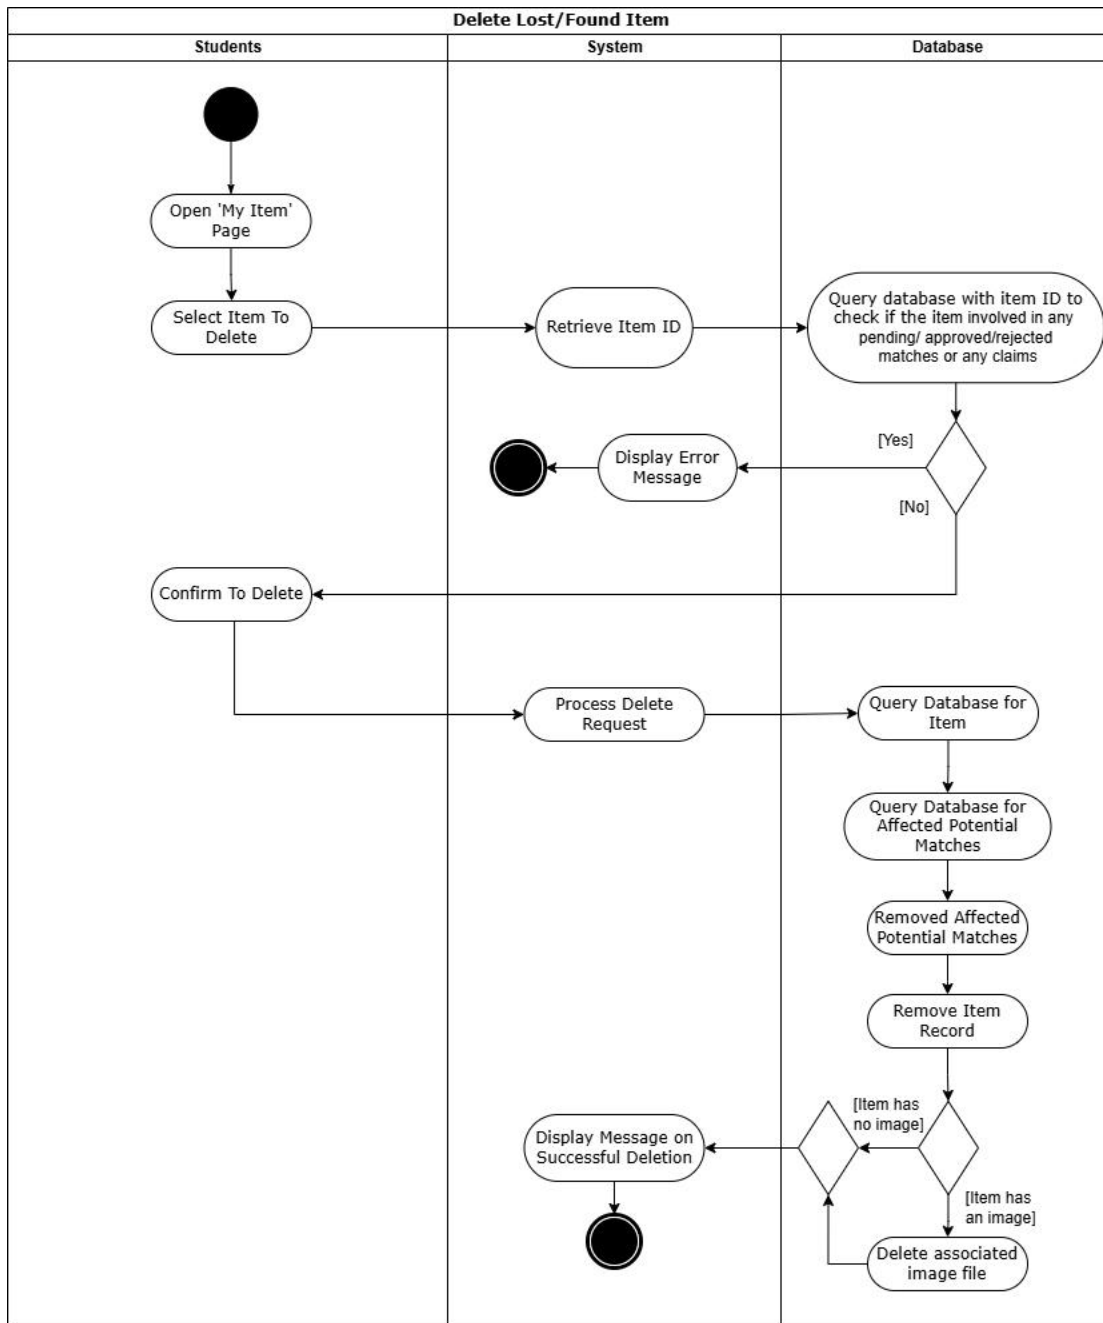 Delete Lost/Found Item
Students
System
Database
Open 'My Item'
Page
Select Item To
Delete
Retrieve Item ID
Query database with item ID to
check if the item involved in any
pending/ approved/rejected
matches or any claims
[Yes]
Display Error
Message
[No]
Confirm To Delete
Process Delete
Request
Query Database for
Item
Query Database for
Affected Potential
Matches
Removed Affected
Potential Matches
Remove Item
Record
[Item has
no image]
Display Message on
Successful Deletion
[Item has
an image]
Delete associated
image file